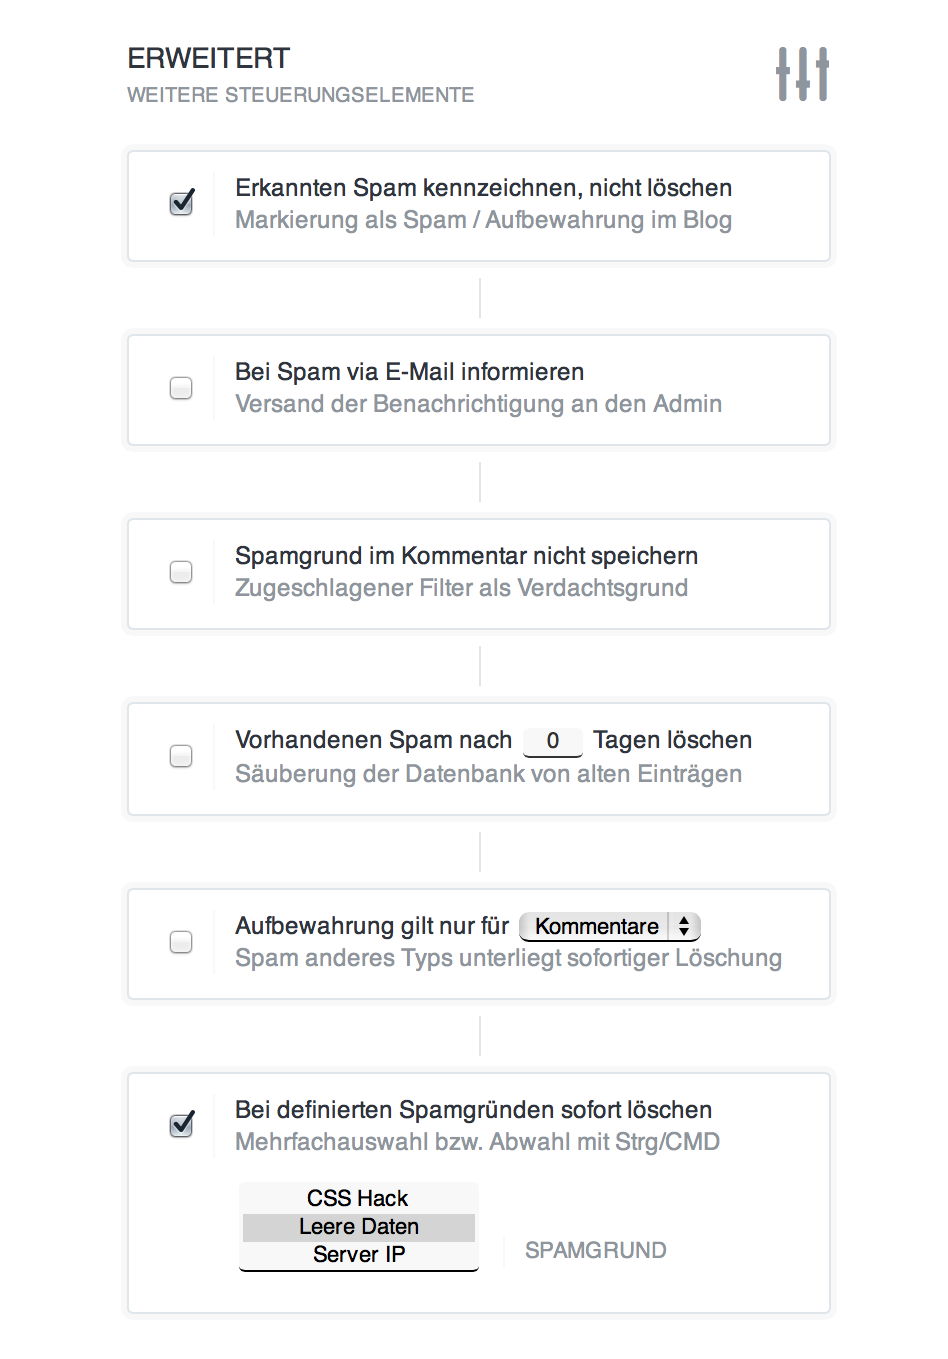 ERWEITERT
WEITERE STEUERUNGSELEMENTE
Erkannten Spam kennzeichnen, nicht löschen
Markierung als Spam / Aufbewahrung im Blog
Bei Spam via E-Mail informieren
Versand der Benachrichtigung an den Admin
Spamgrund im Kommentar nicht speichern
Zugeschlagener Filter als Verdachtsgrund
Vorhandenen Spam nach 0 Tagen löschen
Säuberung der Datenbank von alten Einträgen
Aufbewahrung gilt nur für Kommentare
Spam anderes Typs unterliegt sofortiger Löschung
Bei definierten Spamgründen sofort löschen
Mehrfachauswahl bzw. Abwahl mit Strg/CMD
CSS Hack
Leere Daten
Server IP
SPAMGRUND